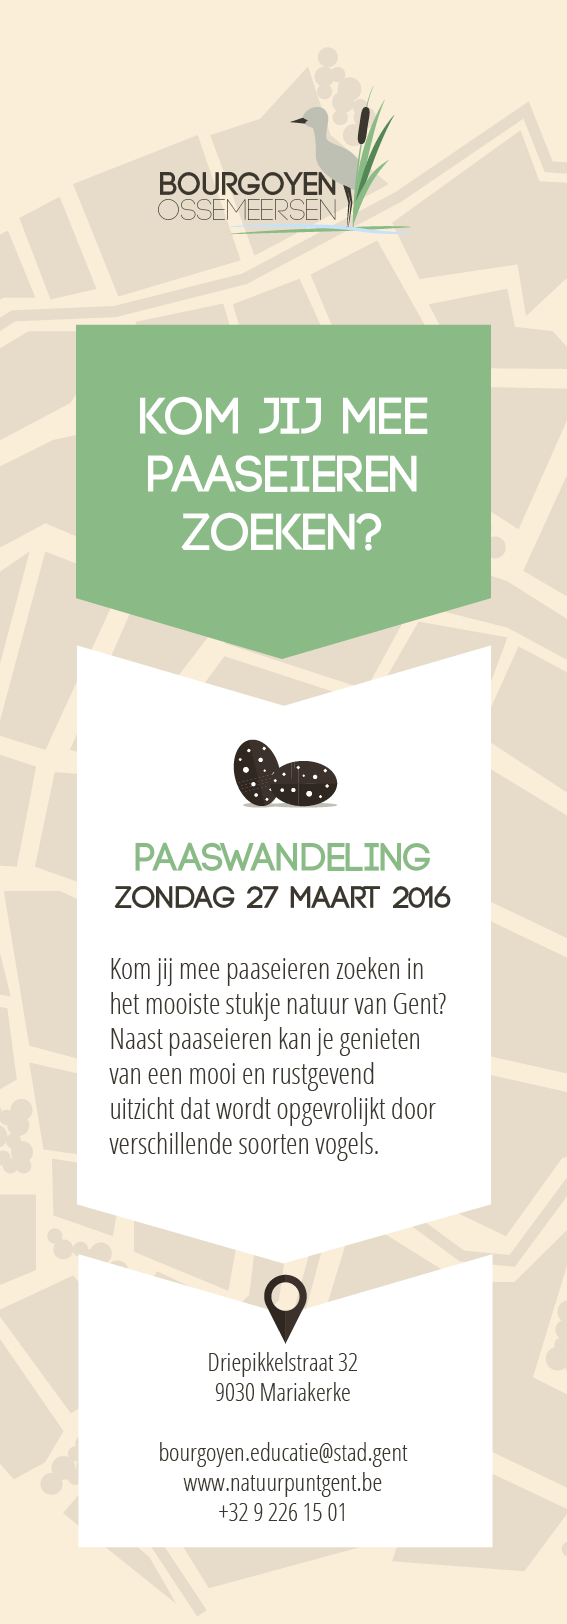 BOURGOYEN
OSSEMEERSEN
KOM JIJ MEE
PAASEIEREN
ZOEKEN?
PAASWANDELING
ZONDAG 27 MAART 2016
Kom jij mee paaseieren zoeken in
het mooiste stukje natuur van Gent?
Naast paaseieren kan je genieten
van een mooi en rustgevend
uitzicht dat wordt opgevrolijkt door
verschillende soorten vogels.
Driepikkelstraat 32
9030 Mariakerke
bourgoyen.educatie@stad.gent
www.natuurpuntgent.be
+32 9 226 15 01